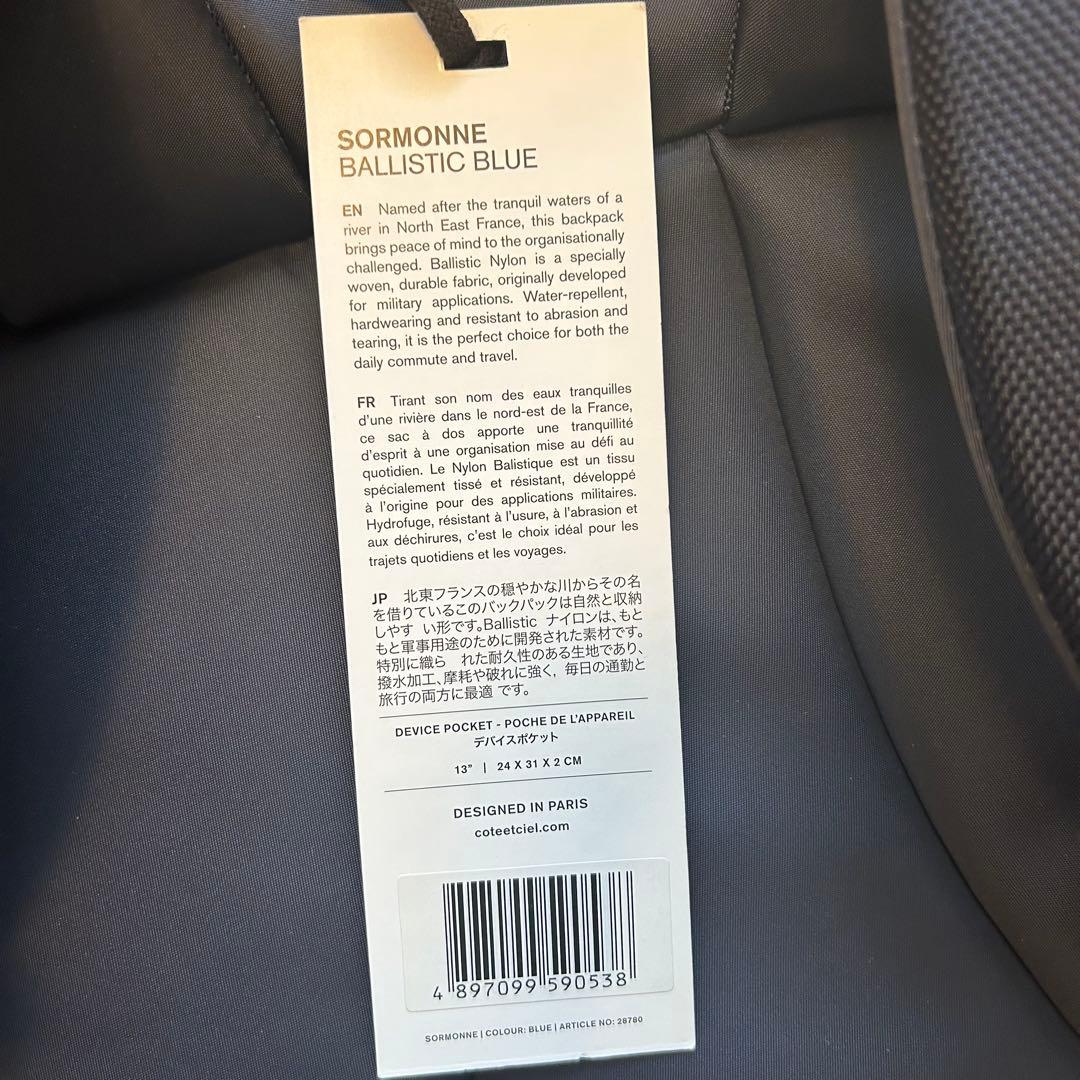 SORMONNE
BALLISTIC BLUE
EN Named after the tranquil waters of a
river in North East France, this backpack
brings peace of mind to the organisationally
challenged. Ballistic Nylon is a specially
woven, durable fabric, originally developed
for military applications. Water-repellent,
hardwearing and resistant to abrasion and
tearing, it is the perfect choice for both the
daily commute and travel.
FR Tirant son nom des eaux tranquilles
d'une rivière dans le nord-est de la France,
ce sac à dos apporte une tranquillité
d'esprit à une organisation mise au défi au
quotidien. Le Nylon Balistique est un tissu
spécialement tissé et résistant, développé
à l'origine pour des applications militaires.
Hydrofuge, résistant à l'usure, à l'abrasion et
aux déchirures, c'est le choix idéal pour les
trajets quotidiens et les voyages.
JP 北東フランスの穏やかな川からその名
を借りているこのバックパックは自然と収納
しやす い形です。Ballistic ナイロンは、もと
もと軍事用途のために開発された素材です。
特別に織ら れた耐久性のある生地であり、
撥水加工、摩耗や破れに強く, 毎日の通勤と
旅行の両方に最適 です。
DEVICE POCKET - POCHE DE L'APPAREIL
デバイスポケット
13" | 24 X 31 X 2 CM
DESIGNED IN PARIS
coteetciel.com
4 897099 590538
SORMONNE | COLOUR: BLUE | ARTICLE NO: 28780